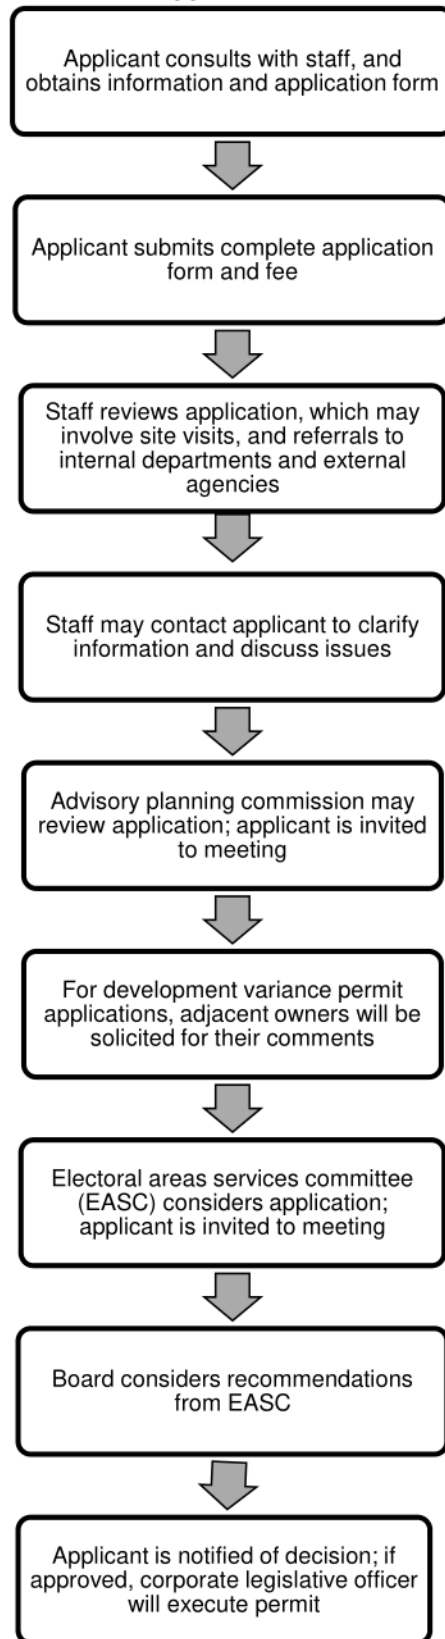 Applicant consults with staff, and
obtains information and application form
Applicant submits complete application
form and fee
Staff reviews application, which may
involve site visits, and referrals to
internal departments and external
agencies
Staff may contact applicant to clarify
information and discuss issues
Advisory planning commission may
review application; applicant is invited
to meeting
For development variance permit
applications, adjacent owners will be
solicited for their comments
Electoral areas services committee
(EASC) considers application;
applicant is invited to meeting
Board considers recommendations
from EASC
Applicant is notified of decision; if
approved, corporate legislative officer
will execute permit